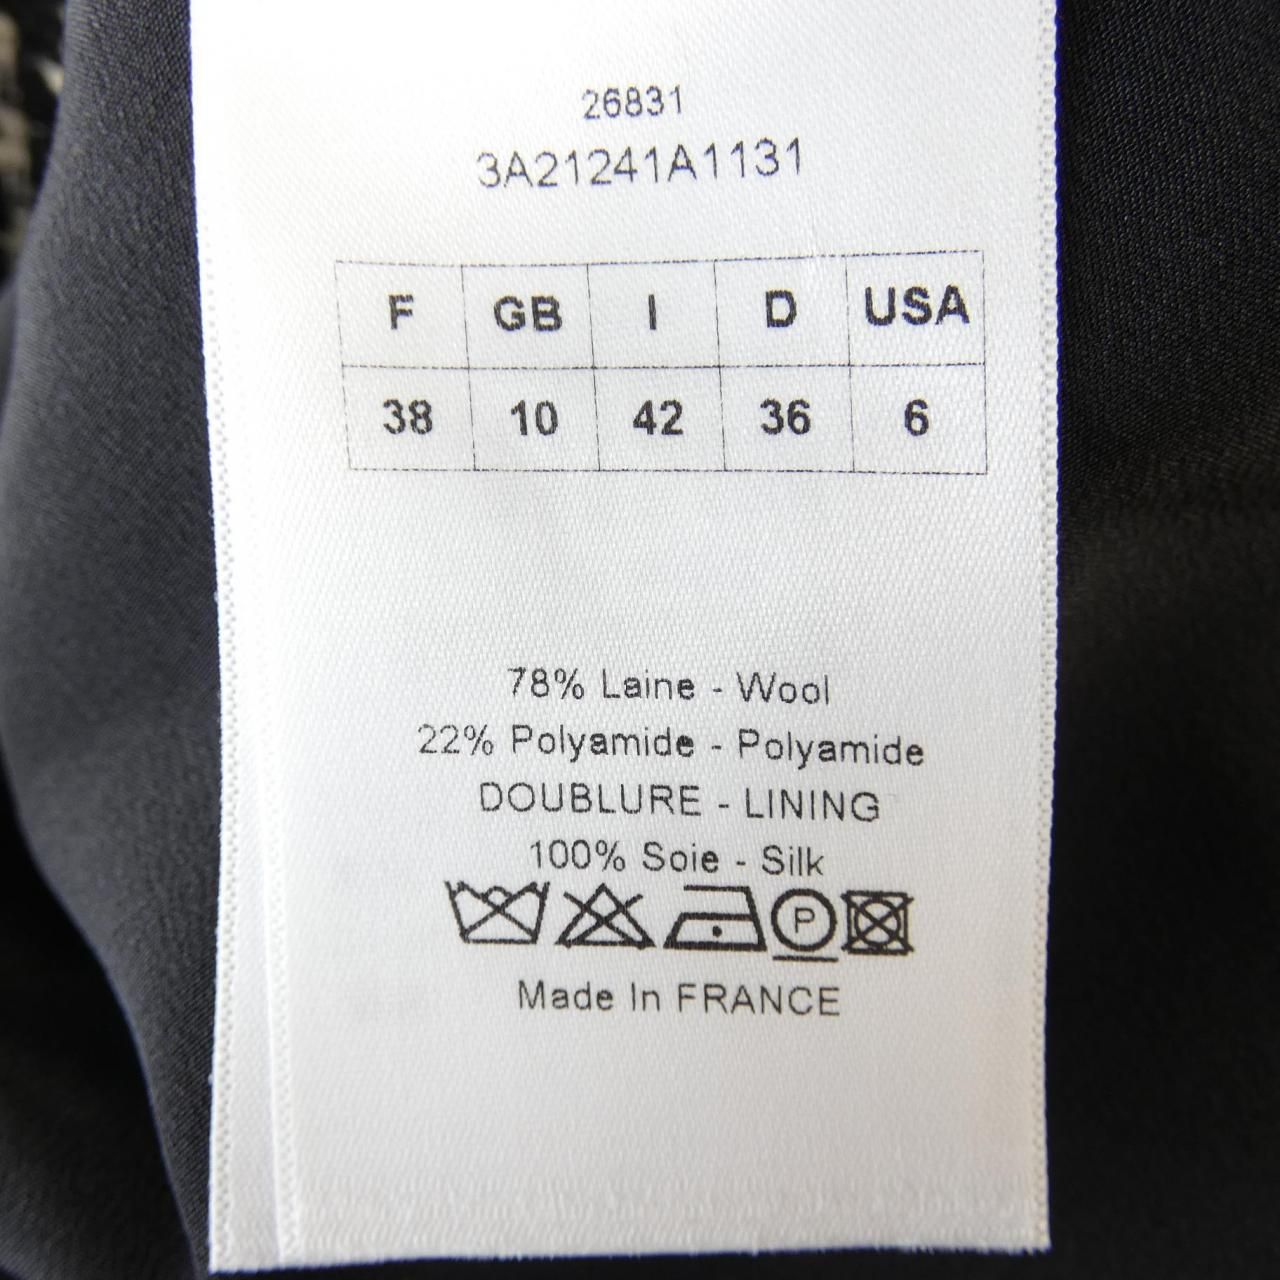 26831
3A21241A1131
F GB I D USA
38 10 42 36 6
78% Laine - Wool
22% Polyamide - Polyamide
DOUBLURE - LINING
100% Soie - Silk
P
Made In FRANCE